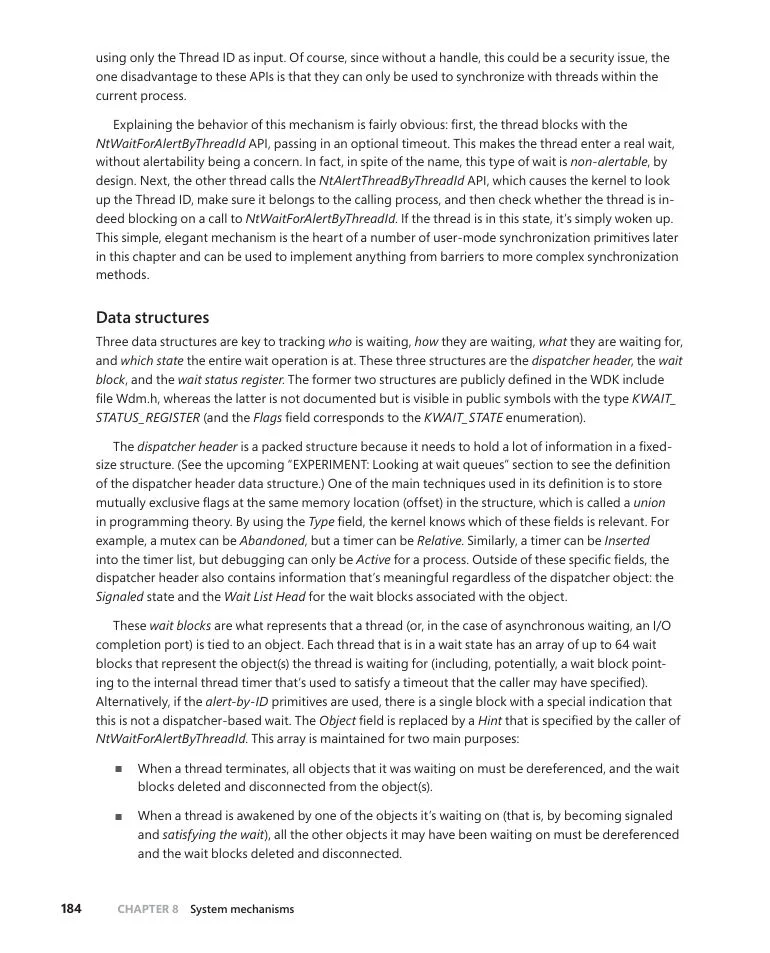 using only the Thread ID as input. Of course, since without a handle, this could be a security issue, the
one disadvantage to these APIs is that they can only be used to synchronize with threads within the
current process.
Explaining the behavior of this mechanism is fairly obvious: first, the thread blocks with the
NtWaitForAlertByThreadId API, passing in an optional timeout. This makes the thread enter a real wait,
without alertability being a concern. In fact, in spite of the name, this type of wait is non-alertable, by
design. Next, the other thread calls the NtAlertThreadByThreadId API, which causes the kernel to look
up the Thread ID, make sure it belongs to the calling process, and then check whether the thread is in-
deed blocking on a call to NtWaitForAlertByThreadId. If the thread is in this state, it’s simply woken up.
This simple, elegant mechanism is the heart of a number of user-mode synchronization primitives later
in this chapter and can be used to implement anything from barriers to more complex synchronization
methods.
Data structures
Three data structures are key to tracking who is waiting, how they are waiting, what they are waiting for,
and which state the entire wait operation is at. These three structures are the dispatcher header, the wait
block, and the wait status register. The former two structures are publicly defined in the WDK include
file Wdm.h, whereas the latter is not documented but is visible in public symbols with the type KWAIT_
STATUS_REGISTER (and the Flags field corresponds to the KWAIT_STATE enumeration).
The dispatcher header is a packed structure because it needs to hold a lot of information in a fixed-
size structure. (See the upcoming “EXPERIMENT: Looking at wait queues” section to see the definition
of the dispatcher header data structure.) One of the main techniques used in its definition is to store
mutually exclusive flags at the same memory location (offset) in the structure, which is called a union
in programming theory. By using the Type field, the kernel knows which of these fields is relevant. For
example, a mutex can be Abandoned, but a timer can be Relative. Similarly, a timer can be Inserted
into the timer list, but debugging can only be Active for a process. Outside of these specific fields, the
dispatcher header also contains information that’s meaningful regardless of the dispatcher object: the
Signaled state and the Wait List Head for the wait blocks associated with the object.
These wait blocks are what represents that a thread (or, in the case of asynchronous waiting, an I/O
completion port) is tied to an object. Each thread that is in a wait state has an array of up to 64 wait
blocks that represent the object(s) the thread is waiting for (including, potentially, a wait block point-
ing to the internal thread timer that’s used to satisfy a timeout that the caller may have specified).
Alternatively, if the alert-by-ID primitives are used, there is a single block with a special indication that
this is not a dispatcher-based wait. The Object field is replaced by a Hint that is specified by the caller of
NtWaitForAlertByThreadId. This array is maintained for two main purposes:
■ When a thread terminates, all objects that it was waiting on must be dereferenced, and the wait
blocks deleted and disconnected from the object(s).
■ When a thread is awakened by one of the objects it’s waiting on (that is, by becoming signaled
and satisfying the wait), all the other objects it may have been waiting on must be dereferenced
and the wait blocks deleted and disconnected.
184 CHAPTER 8 System mechanisms